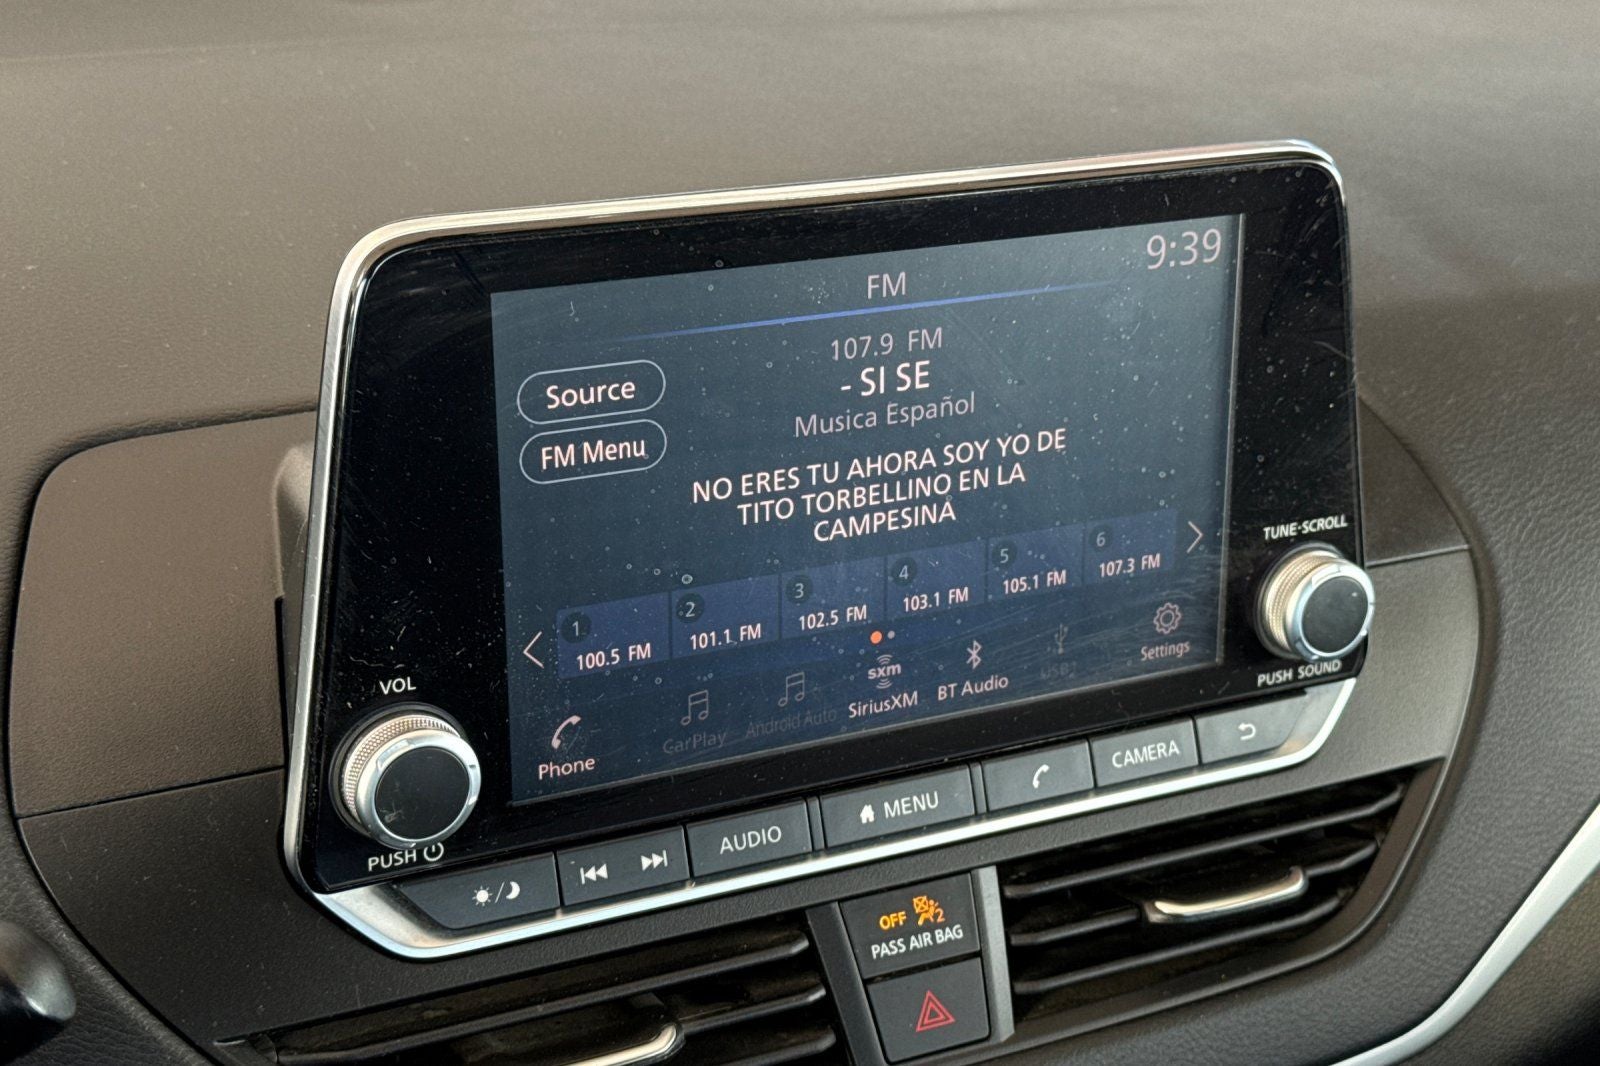 9:39
FM
107.9 FM
- SI SE
Musica Español
Source
FM Menu
NO ERES TU AHORA SOY YO DE
TITO TORBELLINO EN LA
CAMPESINA
1
2
3
4
5
6
100.5 FM
101.1 FM
102.5 FM
103.1 FM
105.1 FM
107.3 FM
Phone
CarPlay
Android Auto
sxm
SiriusXM
BT Audio
USB1
Settings
VOL
PUSH
TUNE·SCROLL
PUSH SOUND
AUDIO
MENU
CAMERA
OFF
2
PASS AIR BAG